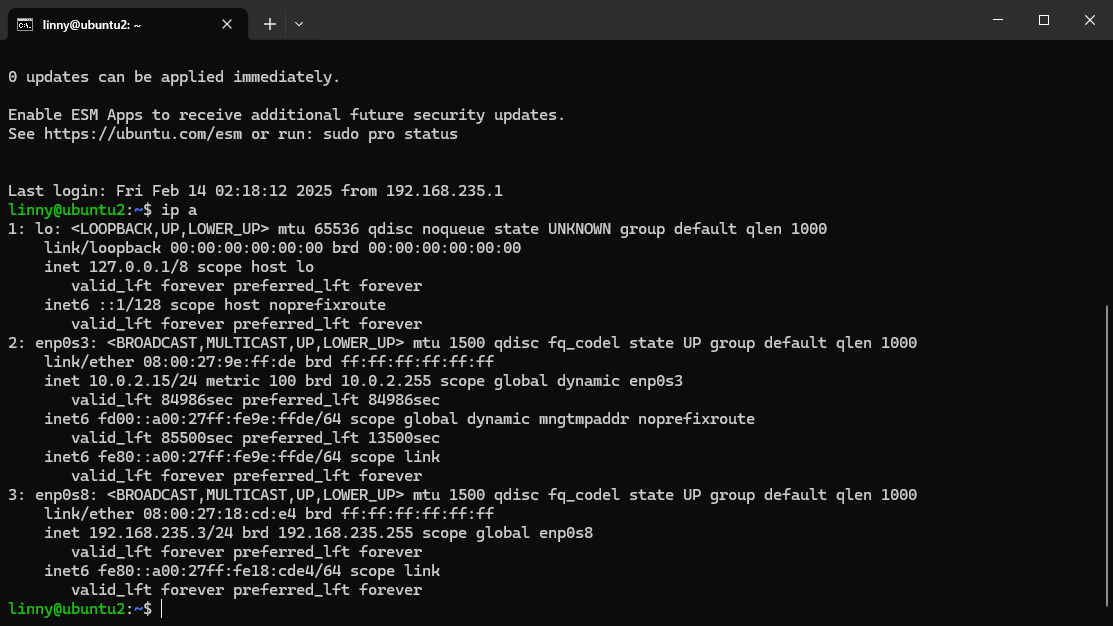 linny@ubuntu2: ~
0 updates can be applied immediately.
Enable ESM Apps to receive additional future security updates.
See https://ubuntu.com/esm or run: sudo pro status
Last login: Fri Feb 14 02:18:12 2025 from 192.168.235.1
linny@ubuntu2:~$ ip a
1: lo: <LOOPBACK,UP,LOWER_UP> mtu 65536 qdisc noqueue state UNKNOWN group default qlen 1000
    link/loopback 00:00:00:00:00:00 brd 00:00:00:00:00:00
    inet 127.0.0.1/8 scope host lo
       valid_lft forever preferred_lft forever
    inet6 ::1/128 scope host noprefixroute
       valid_lft forever preferred_lft forever
2: enp0s3: <BROADCAST,MULTICAST,UP,LOWER_UP> mtu 1500 qdisc fq_codel state UP group default qlen 1000
    link/ether 08:00:27:9e:ff:de brd ff:ff:ff:ff:ff:ff
    inet 10.0.2.15/24 metric 100 brd 10.0.2.255 scope global dynamic enp0s3
       valid_lft 84986sec preferred_lft 84986sec
    inet6 fd00::a00:27ff:fe9e:ffde/64 scope global dynamic mngtmpaddr noprefixroute
       valid_lft 85500sec preferred_lft 13500sec
    inet6 fe80::a00:27ff:fe9e:ffde/64 scope link
       valid_lft forever preferred_lft forever
3: enp0s8: <BROADCAST,MULTICAST,UP,LOWER_UP> mtu 1500 qdisc fq_codel state UP group default qlen 1000
    link/ether 08:00:27:18:cd:e4 brd ff:ff:ff:ff:ff:ff
    inet 192.168.235.3/24 brd 192.168.235.255 scope global enp0s8
       valid_lft forever preferred_lft forever
    inet6 fe80::a00:27ff:fe18:cde4/64 scope link
       valid_lft forever preferred_lft forever
linny@ubuntu2:~$